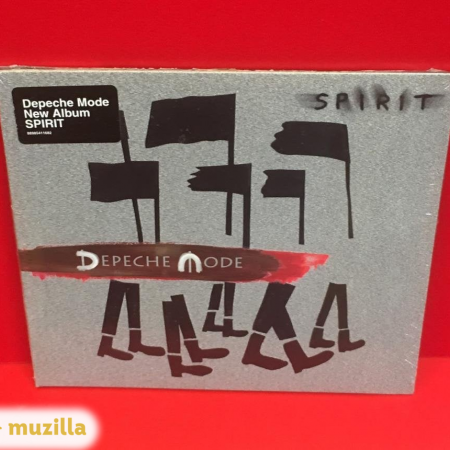 Depeche Mode
New Album
SPIRIT
SPIRIT
DEPECHE MODE
muzilla